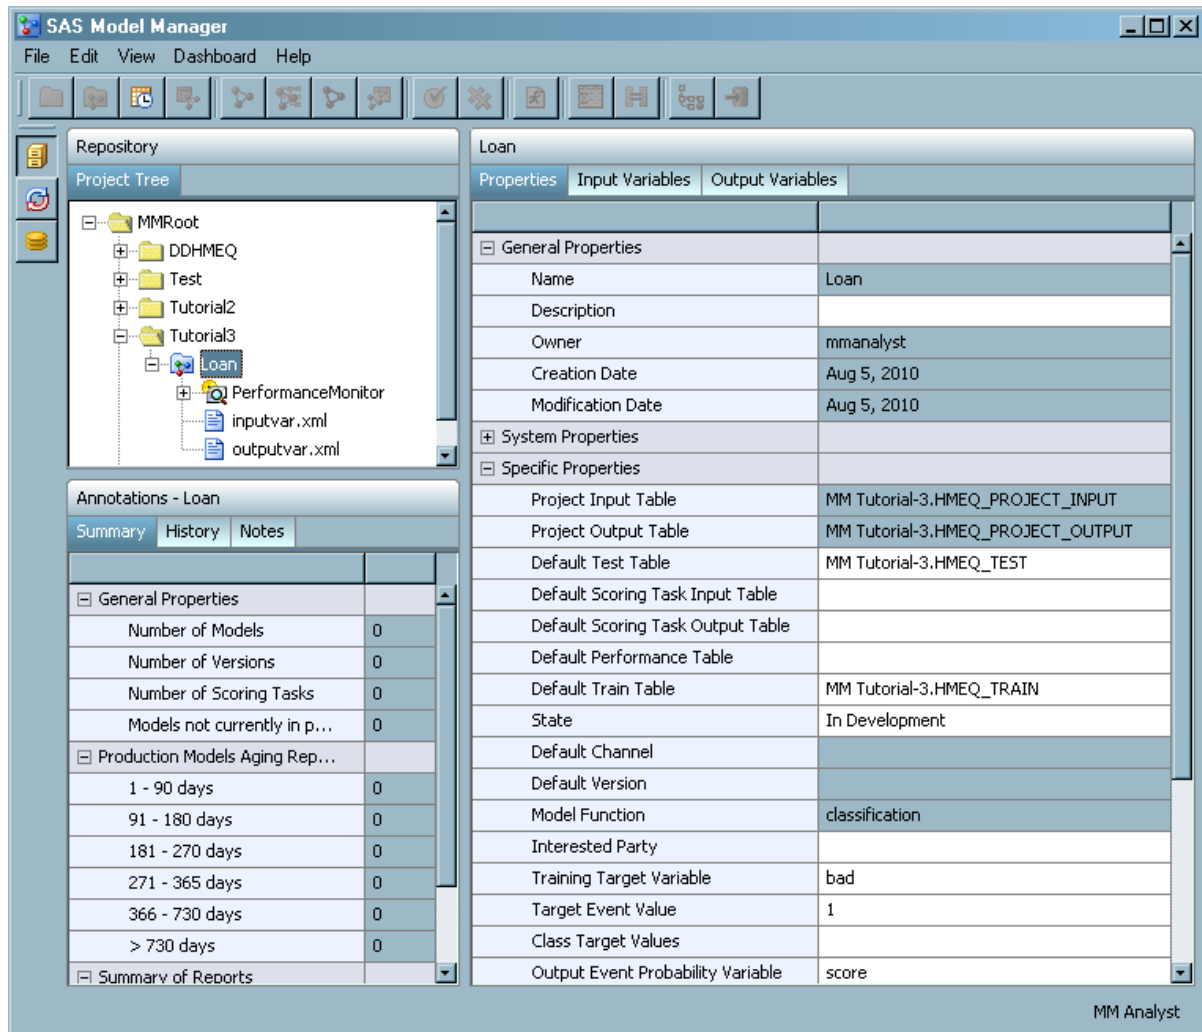 SAS Model Manager
File Edit View Dashboard Help
Repository
Project Tree
MMRoot
DDHMEQ
Test
Tutorial2
Tutorial3
Loan
PerformanceMonitor
inputvar.xml
outputvar.xml
Annotations - Loan
Summary History Notes
General Properties
Number of Models 0
Number of Versions 0
Number of Scoring Tasks 0
Models not currently in p... 0
Production Models Aging Rep...
1 - 90 days 0
91 - 180 days 0
181 - 270 days 0
271 - 365 days 0
366 - 730 days 0
> 730 days 0
Summary of Reports
Loan
Properties Input Variables Output Variables
General Properties
Name Loan
Description
Owner mmanalyst
Creation Date Aug 5, 2010
Modification Date Aug 5, 2010
System Properties
Specific Properties
Project Input Table MM Tutorial-3.HMEQ_PROJECT_INPUT
Project Output Table MM Tutorial-3.HMEQ_PROJECT_OUTPUT
Default Test Table MM Tutorial-3.HMEQ_TEST
Default Scoring Task Input Table
Default Scoring Task Output Table
Default Performance Table
Default Train Table MM Tutorial-3.HMEQ_TRAIN
State In Development
Default Channel
Default Version
Model Function classification
Interested Party
Training Target Variable bad
Target Event Value 1
Class Target Values
Output Event Probability Variable score
MM Analyst